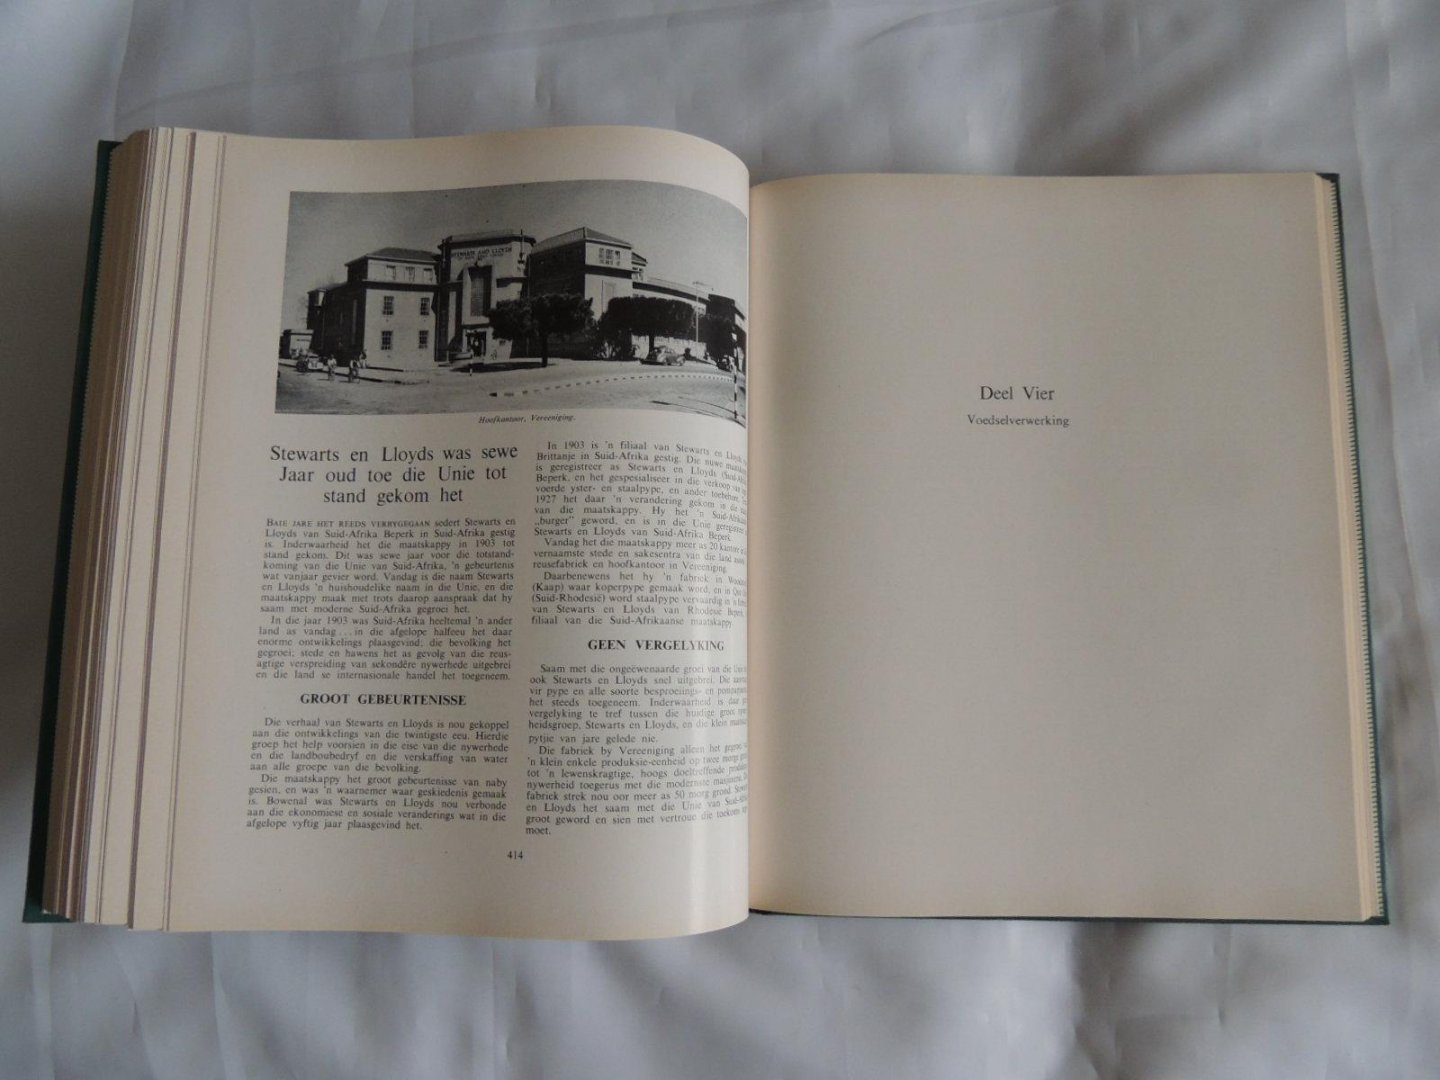 STEWARTS AND LLOYDS
Hoofkantoor, Vereeniging.
Stewarts en Lloyds was sewe
Jaar oud toe die Unie tot
stand gekom het
BAIE JARE HET REEDS VERBYGEGAAN sedert Stewarts en
Lloyds van Suid-Afrika Beperk in Suid-Afrika gestig
is. Inderwaarheid het die maatskappy in 1903 tot
stand gekom. Dit was sewe jaar voor die totstand-
koming van die Unie van Suid-Afrika, 'n gebeurtenis
wat vanjaar gevier word. Vandag is die naam Stewarts
en Lloyds 'n huishoudelike naam in die Unie, en die
maatskappy maak met trots daarop aanspraak dat hy
saam met moderne Suid-Afrika gegroei het.
In die jaar 1903 was Suid-Afrika heeltemal 'n ander
land as vandag . . . in die afgelope halfeeu het daar
enorme ontwikkelings plaasgevind; die bevolking het
gegroei; stede en hawens het as gevolg van die reus-
agtige verspreiding van sekondêre nywerhede uitgebrei
en die land se internasionale handel het toegeneem.
GROOT GEBEURTENISSE
Die verhaal van Stewarts en Lloyds is nou gekoppel
aan die ontwikkelings van die twintigste eeu. Hierdie
groep het help voorsien in die eise van die nywerhede
en die landboubedryf en die verskaffing van water
aan alle groepe van die bevolking.
Die maatskappy het groot gebeurtenisse van naby
gesien, en was 'n waarnemer waar geskiedenis gemaak
is. Bowenal was Stewarts en Lloyds nou verbonde
aan die ekonomiese en sosiale veranderings wat in die
afgelope vyftig jaar plaasgevind het.
In 1903 is 'n filiaal van Stewarts en Lloyds
Brittanje in Suid-Afrika gestig. Die nuwe
is geregistreer as Stewarts en Lloyds
Beperk, en het gespesialiseer in die verkoop van
voerde yster- en staalpype, en ander
1927 het daar 'n verandering gekom in die
van die maatskappy. Hy het 'n
„burger” geword, en is in die Unie
Stewarts en Lloyds van Suid-Afrika Beperk.
Vandag het die maatskappy meer as 20 kantore
vernaamste stede en sakesentra van die land
reusefabriek en hoofkantoor in Vereeniging.
Daarbenewens het hy 'n fabriek in
(Kaap) waar koperpype gemaak word, en in
(Suid-Rhodesië) word staalpype vervaardig in 'n
van Stewarts en Lloyds van Rhodesië
filiaal van die Suid-Afrikaanse maatskappy.
GEEN VERGELYKING
Saam met die ongeëwenaarde groei van die Unie
ook Stewarts en Lloyds snel uitgebrei. Die
vir pype en alle soorte besproeiings- en
het steeds toegeneem. Inderwaarheid is daar
vergelyking te tref tussen die huidige groot
heidsgroep, Stewarts en Lloyds, en die klein
pytjie van jare gelede nie.
Die fabriek by Vereeniging alleen het gegroei
'n klein enkele produksie-eenheid op twee morg
tot 'n lewenskragtige, hoogs doeltreffende
nywerheid toegerus met die modernste
fabriek strek nou oor meer as 50 morg grond.
en Lloyds het saam met die Unie van
groot geword en sien met vertroue die toekoms
moet.
414
Deel Vier
Voedselverwerking